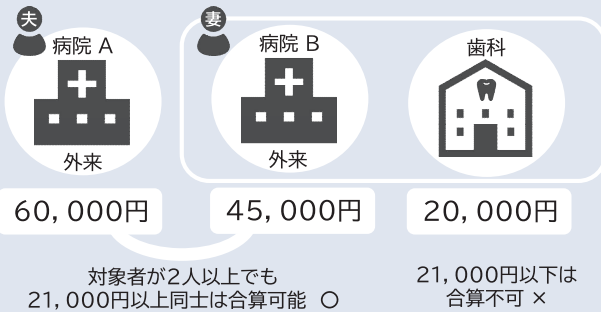 夫
病院 A
外来
60,000円
妻
病院 B
外来
45,000円
歯科
20,000円
対象者が2人以上でも
21,000円以上同士は合算可能 ○
21,000円以下は
合算不可 ×